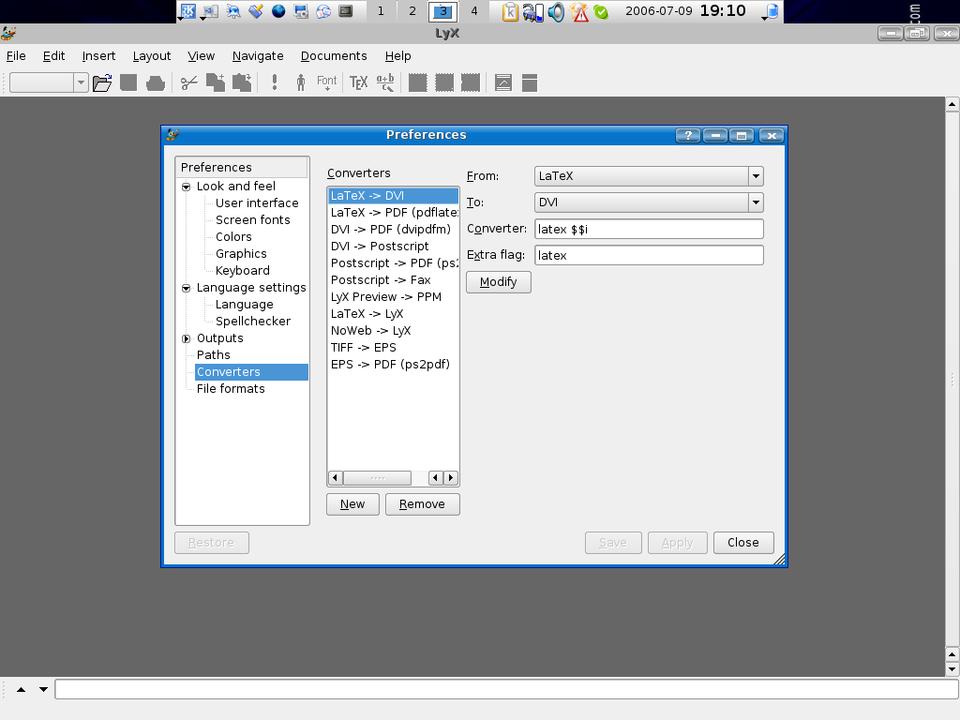 1 2 3 4 2006-07-09 19:10
com
LyX
File Edit Insert Layout View Navigate Documents Help
Font TEX
Preferences
Preferences
Look and feel
User interface
Screen fonts
Colors
Graphics
Keyboard
Language settings
Language
Spellchecker
Outputs
Paths
Converters
File formats
Converters
LaTeX -> DVI
LaTeX -> PDF (pdflate
DVI -> PDF (dvipdfm)
DVI -> Postscript
Postscript -> PDF (ps2
Postscript -> Fax
LyX Preview -> PPM
LaTeX -> LyX
NoWeb -> LyX
TIFF -> EPS
EPS -> PDF (ps2pdf)
New Remove
From: LaTeX
To: DVI
Converter: latex $$i
Extra flag: latex
Modify
Restore Save Apply Close